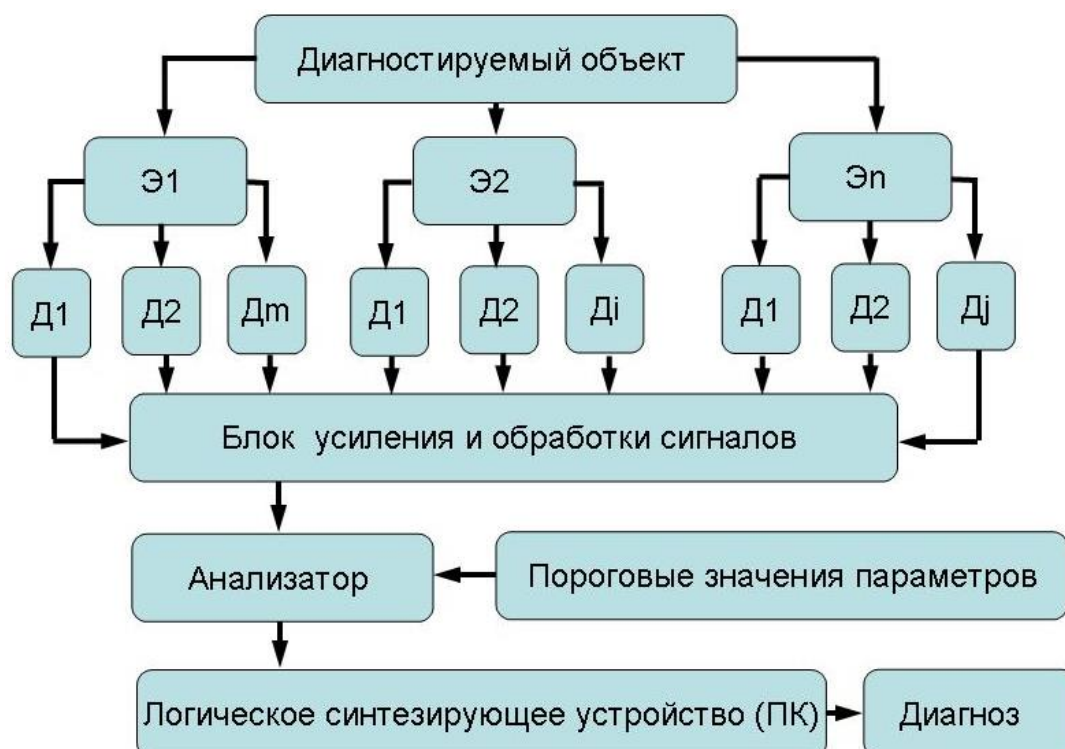 Диагностируемый объект
Э1
Э2
Эn
Д1
Д2
Дm
Д1
Д2
Дi
Д1
Д2
Дj
Блок усиления и обработки сигналов
Анализатор
Пороговые значения параметров
Логическое синтезирующее устройство (ПК)
Диагноз